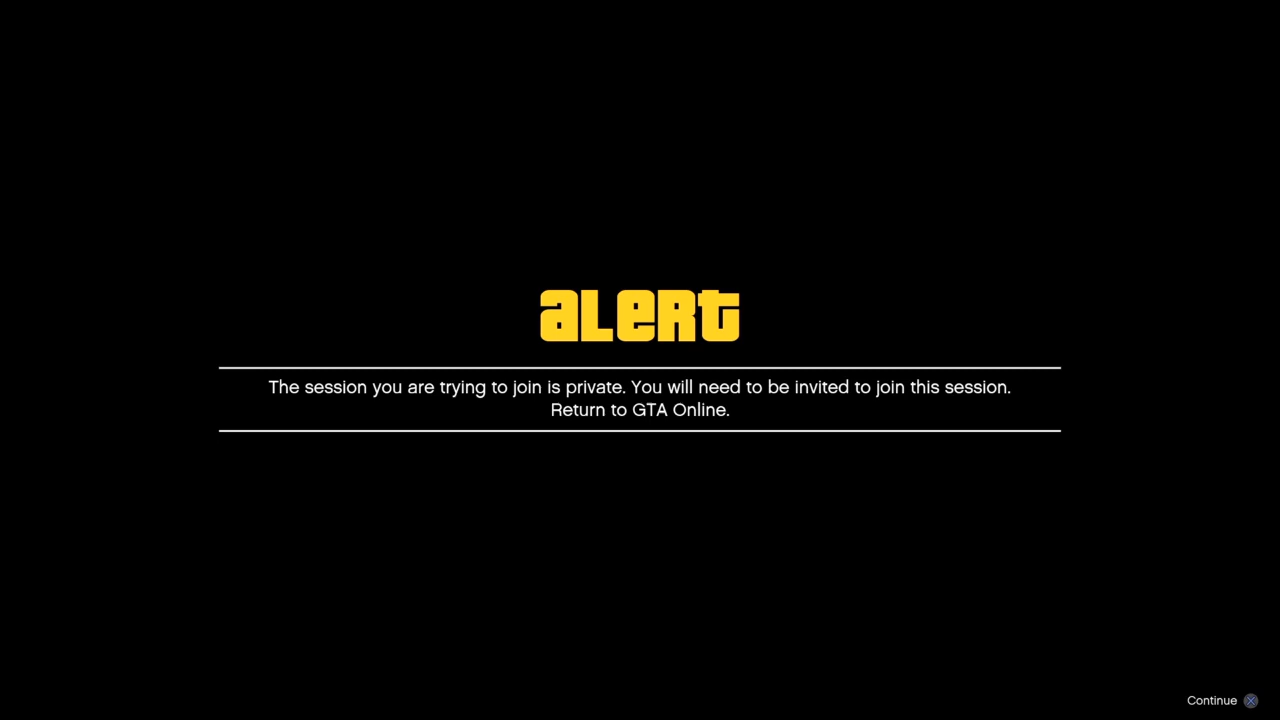 aLeRt
The session you are trying to join is private. You will need to be invited to join this session.
Return to GTA Online.
Continue